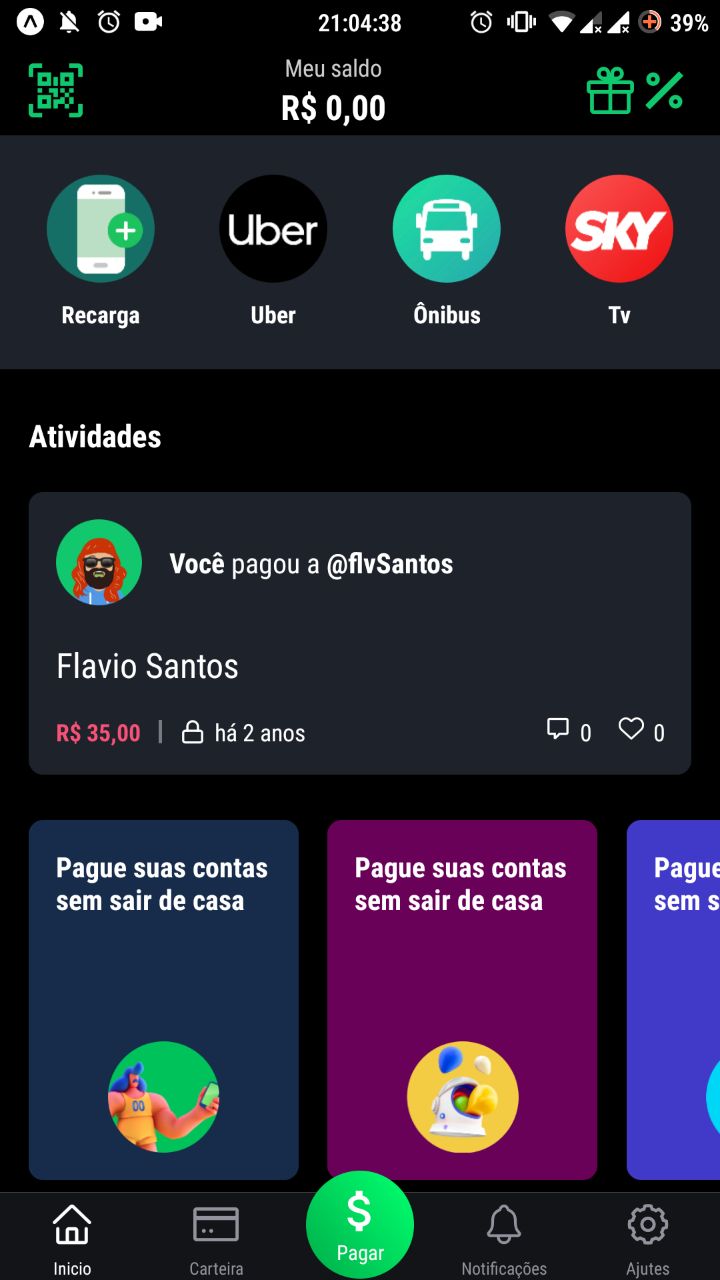 21:04:38
39%
Meu saldo
R$ 0,00
Uber
SKY
Recarga
Uber
Ônibus
Tv
Atividades
Você pagou a @flvSantos
Flavio Santos
R$ 35,00 | há 2 anos
0
0
Pague suas contas
sem sair de casa
00
Pague suas contas
sem sair de casa
Pague
sem s
$
Pagar
Inicio
Carteira
Notificações
Ajutes